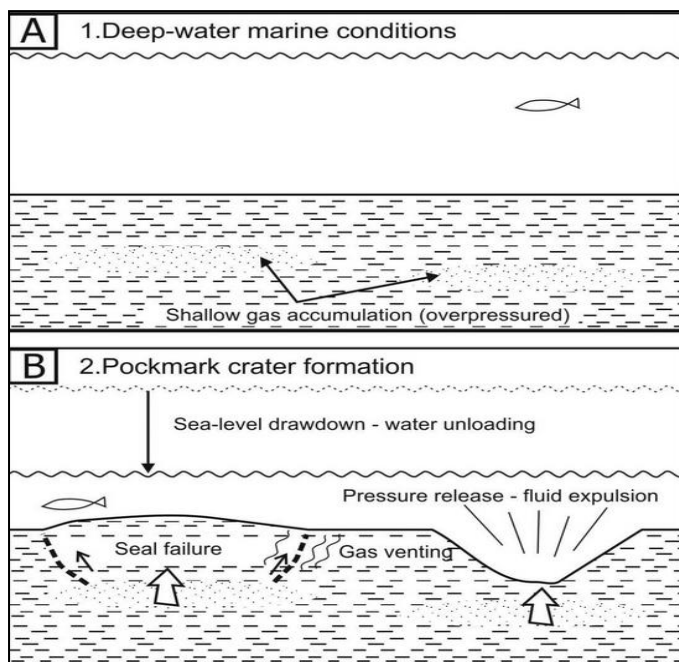 A 1.Deep-water marine conditions
Shallow gas accumulation (overpressured)
B 2.Pockmark crater formation
Sea-level drawdown - water unloading
Pressure release - fluid expulsion
Seal failure
Gas venting